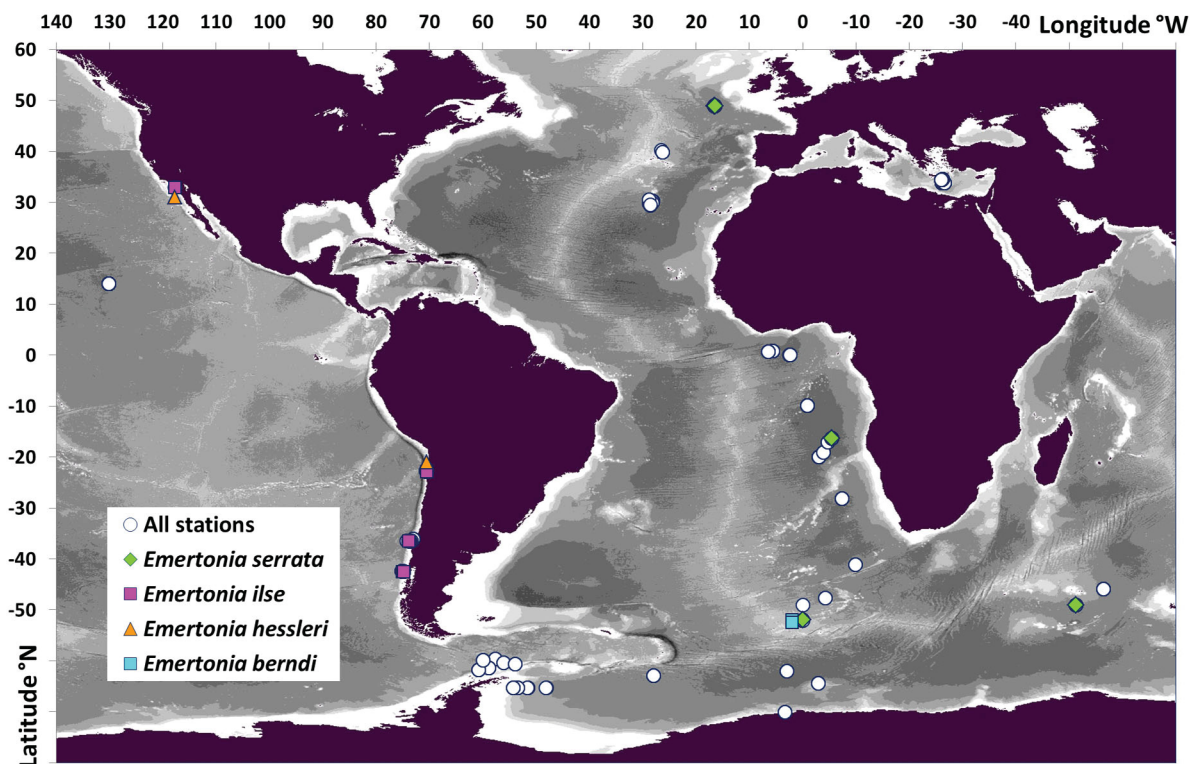 140 130 120 110 100 90 80 70 60 50 40 30 20 10 0 -10 -20 -30 -40 Longitude °W
60
50
40
30
20
10
0
-10
-20
-30
-40
-50
Latitude °N
All stations
Emertonia serrata
Emertonia ilse
Emertonia hessleri
Emertonia berndi